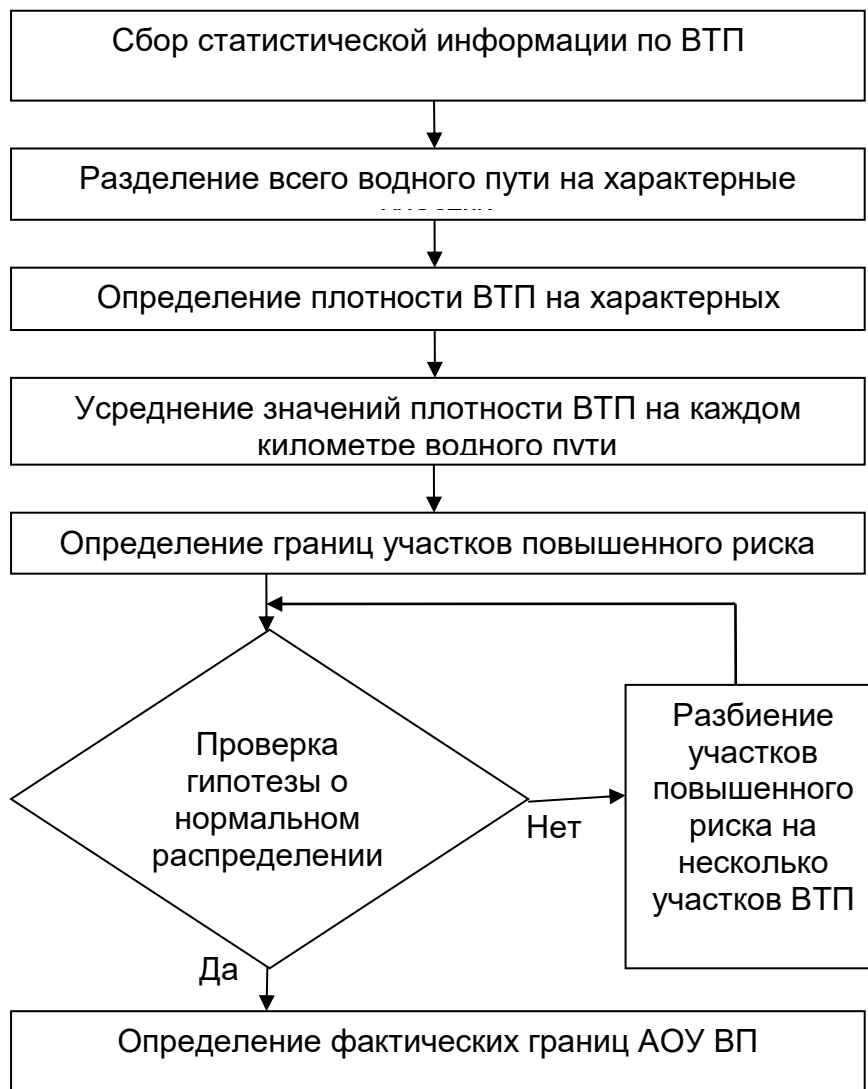 Сбор статистической информации по ВТП
Разделение всего водного пути на характерные
Определение плотности ВТП на характерных
Усреднение значений плотности ВТП на каждом
километре водного пути
Определение границ участков повышенного риска
Проверка
гипотезы о
нормальном
распределении
Нет
Разбиение
участков
повышенного
риска на
несколько
участков ВТП
Да
Определение фактических границ АОУ ВП